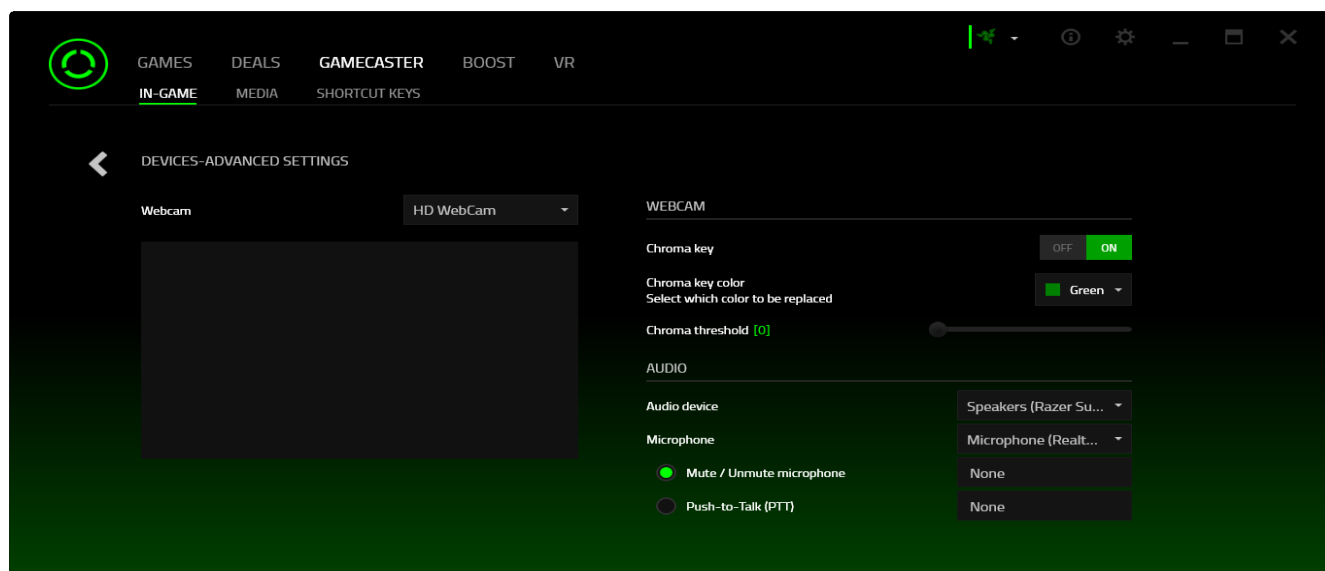 GAMES DEALS GAMECASTER BOOST VR
IN-GAME MEDIA SHORTCUT KEYS
DEVICES-ADVANCED SETTINGS
Webcam HD WebCam
WEBCAM
Chroma key OFF ON
Chroma key color
Select which color to be replaced
Green
Chroma threshold [0]
AUDIO
Audio device Speakers (Razer Su...
Microphone Microphone (Realt...
Mute / Unmute microphone None
Push-to-Talk (PTT) None